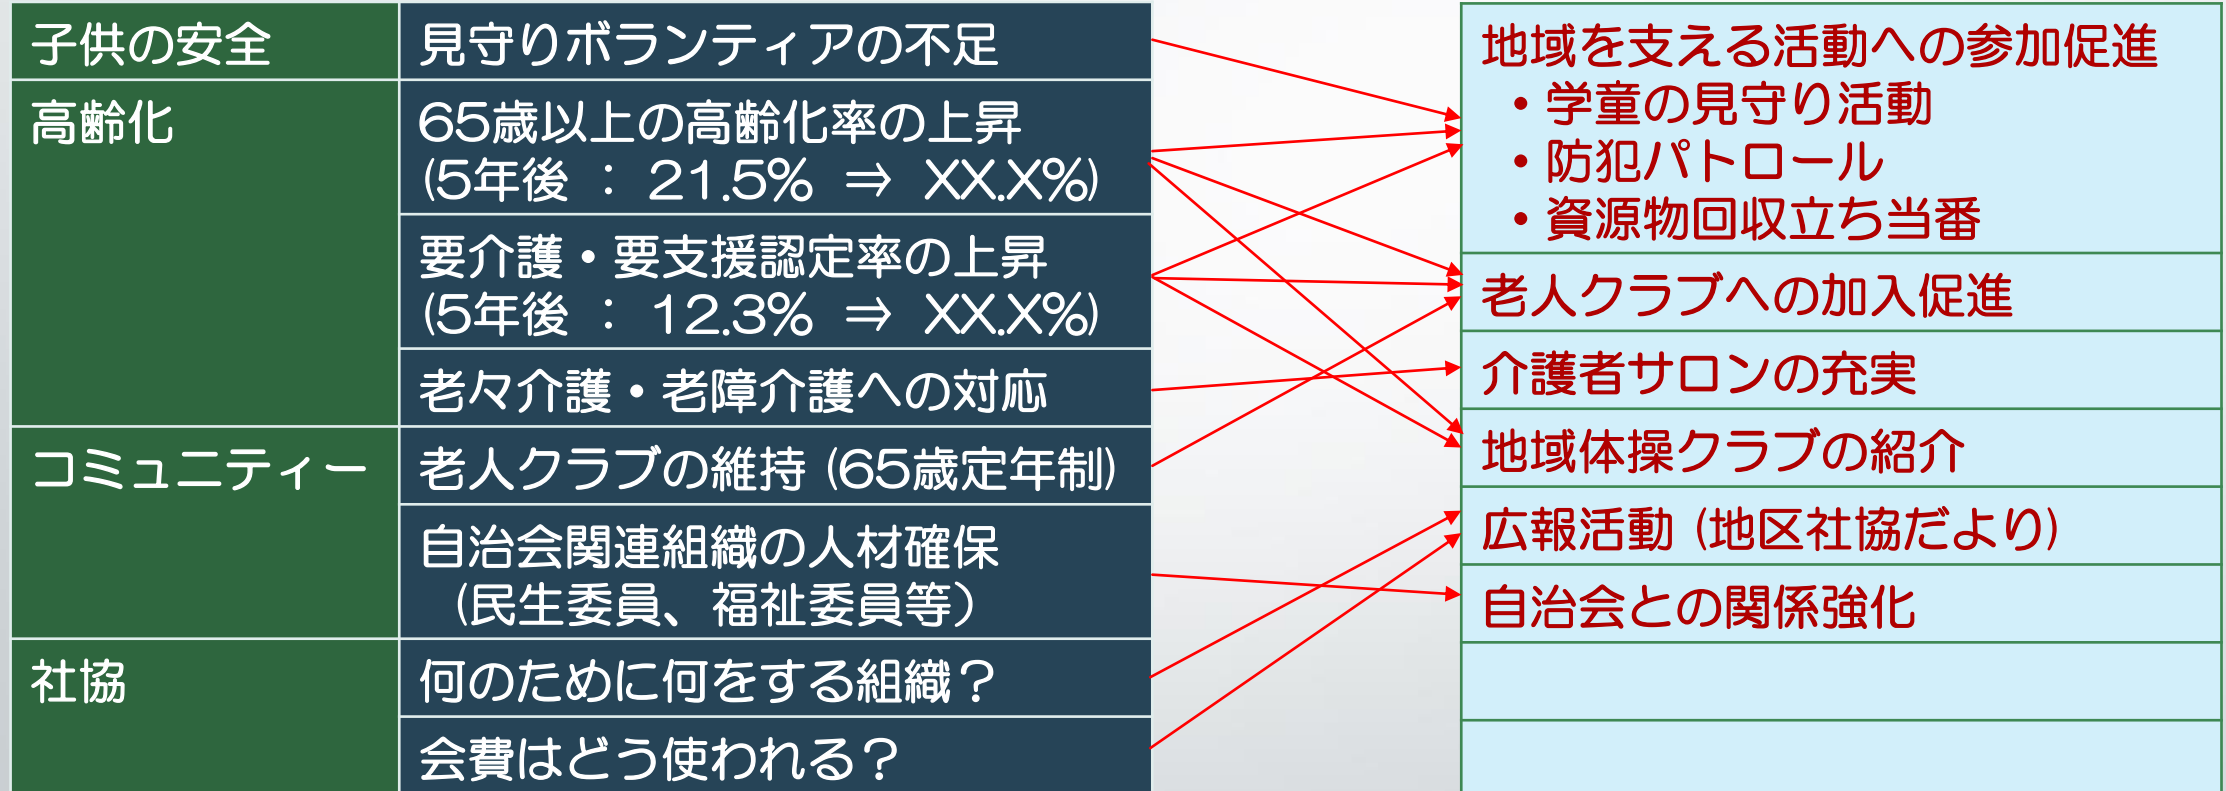 子供の安全
見守りボランティアの不足
高齢化
65歳以上の高齢化率の上昇
(5年後 : 21.5% ⇒ XX.X%)
要介護・要支援認定率の上昇
(5年後 : 12.3% ⇒ XX.X%)
老々介護・老障介護への対応
コミュニティー
老人クラブの維持 (65歳定年制)
自治会関連組織の人材確保
(民生委員、福祉委員等）
社協
何のために何をする組織？
会費はどう使われる？
地域を支える活動への参加促進
・学童の見守り活動
・防犯パトロール
・資源物回収立ち当番
老人クラブへの加入促進
介護者サロンの充実
地域体操クラブの紹介
広報活動 (地区社協だより)
自治会との関係強化